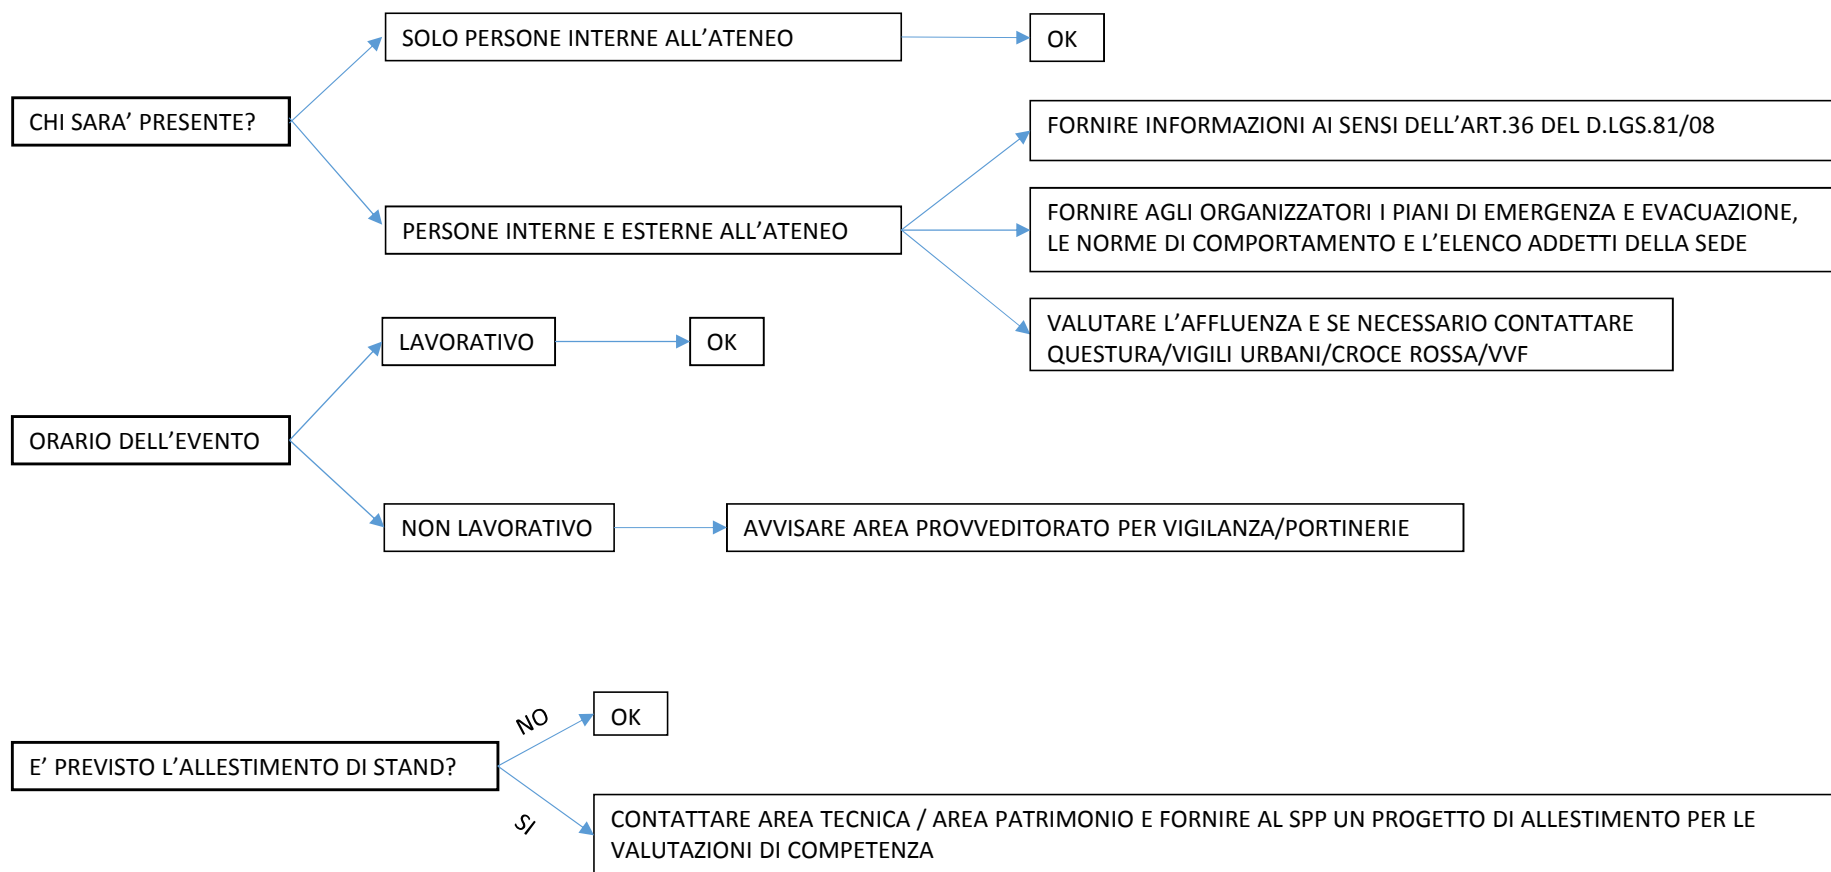 SOLO PERSONE INTERNE ALL’ATENEO
OK
CHI SARA’ PRESENTE?
FORNIRE INFORMAZIONI AI SENSI DELL’ART.36 DEL D.LGS.81/08
PERSONE INTERNE E ESTERNE ALL’ATENEO
FORNIRE AGLI ORGANIZZATORI I PIANI DI EMERGENZA E EVACUAZIONE,
LE NORME DI COMPORTAMENTO E L’ELENCO ADDETTI DELLA SEDE
VALUTARE L’AFFLUENZA E SE NECESSARIO CONTATTARE
QUESTURA/VIGILI URBANI/CROCE ROSSA/VVF
LAVORATIVO
OK
ORARIO DELL’EVENTO
NON LAVORATIVO
AVVISARE AREA PROVVEDITORATO PER VIGILANZA/PORTINERIE
NO
OK
E’ PREVISTO L’ALLESTIMENTO DI STAND?
SI
CONTATTARE AREA TECNICA / AREA PATRIMONIO E FORNIRE AL SPP UN PROGETTO DI ALLESTIMENTO PER LE
VALUTAZIONI DI COMPETENZA